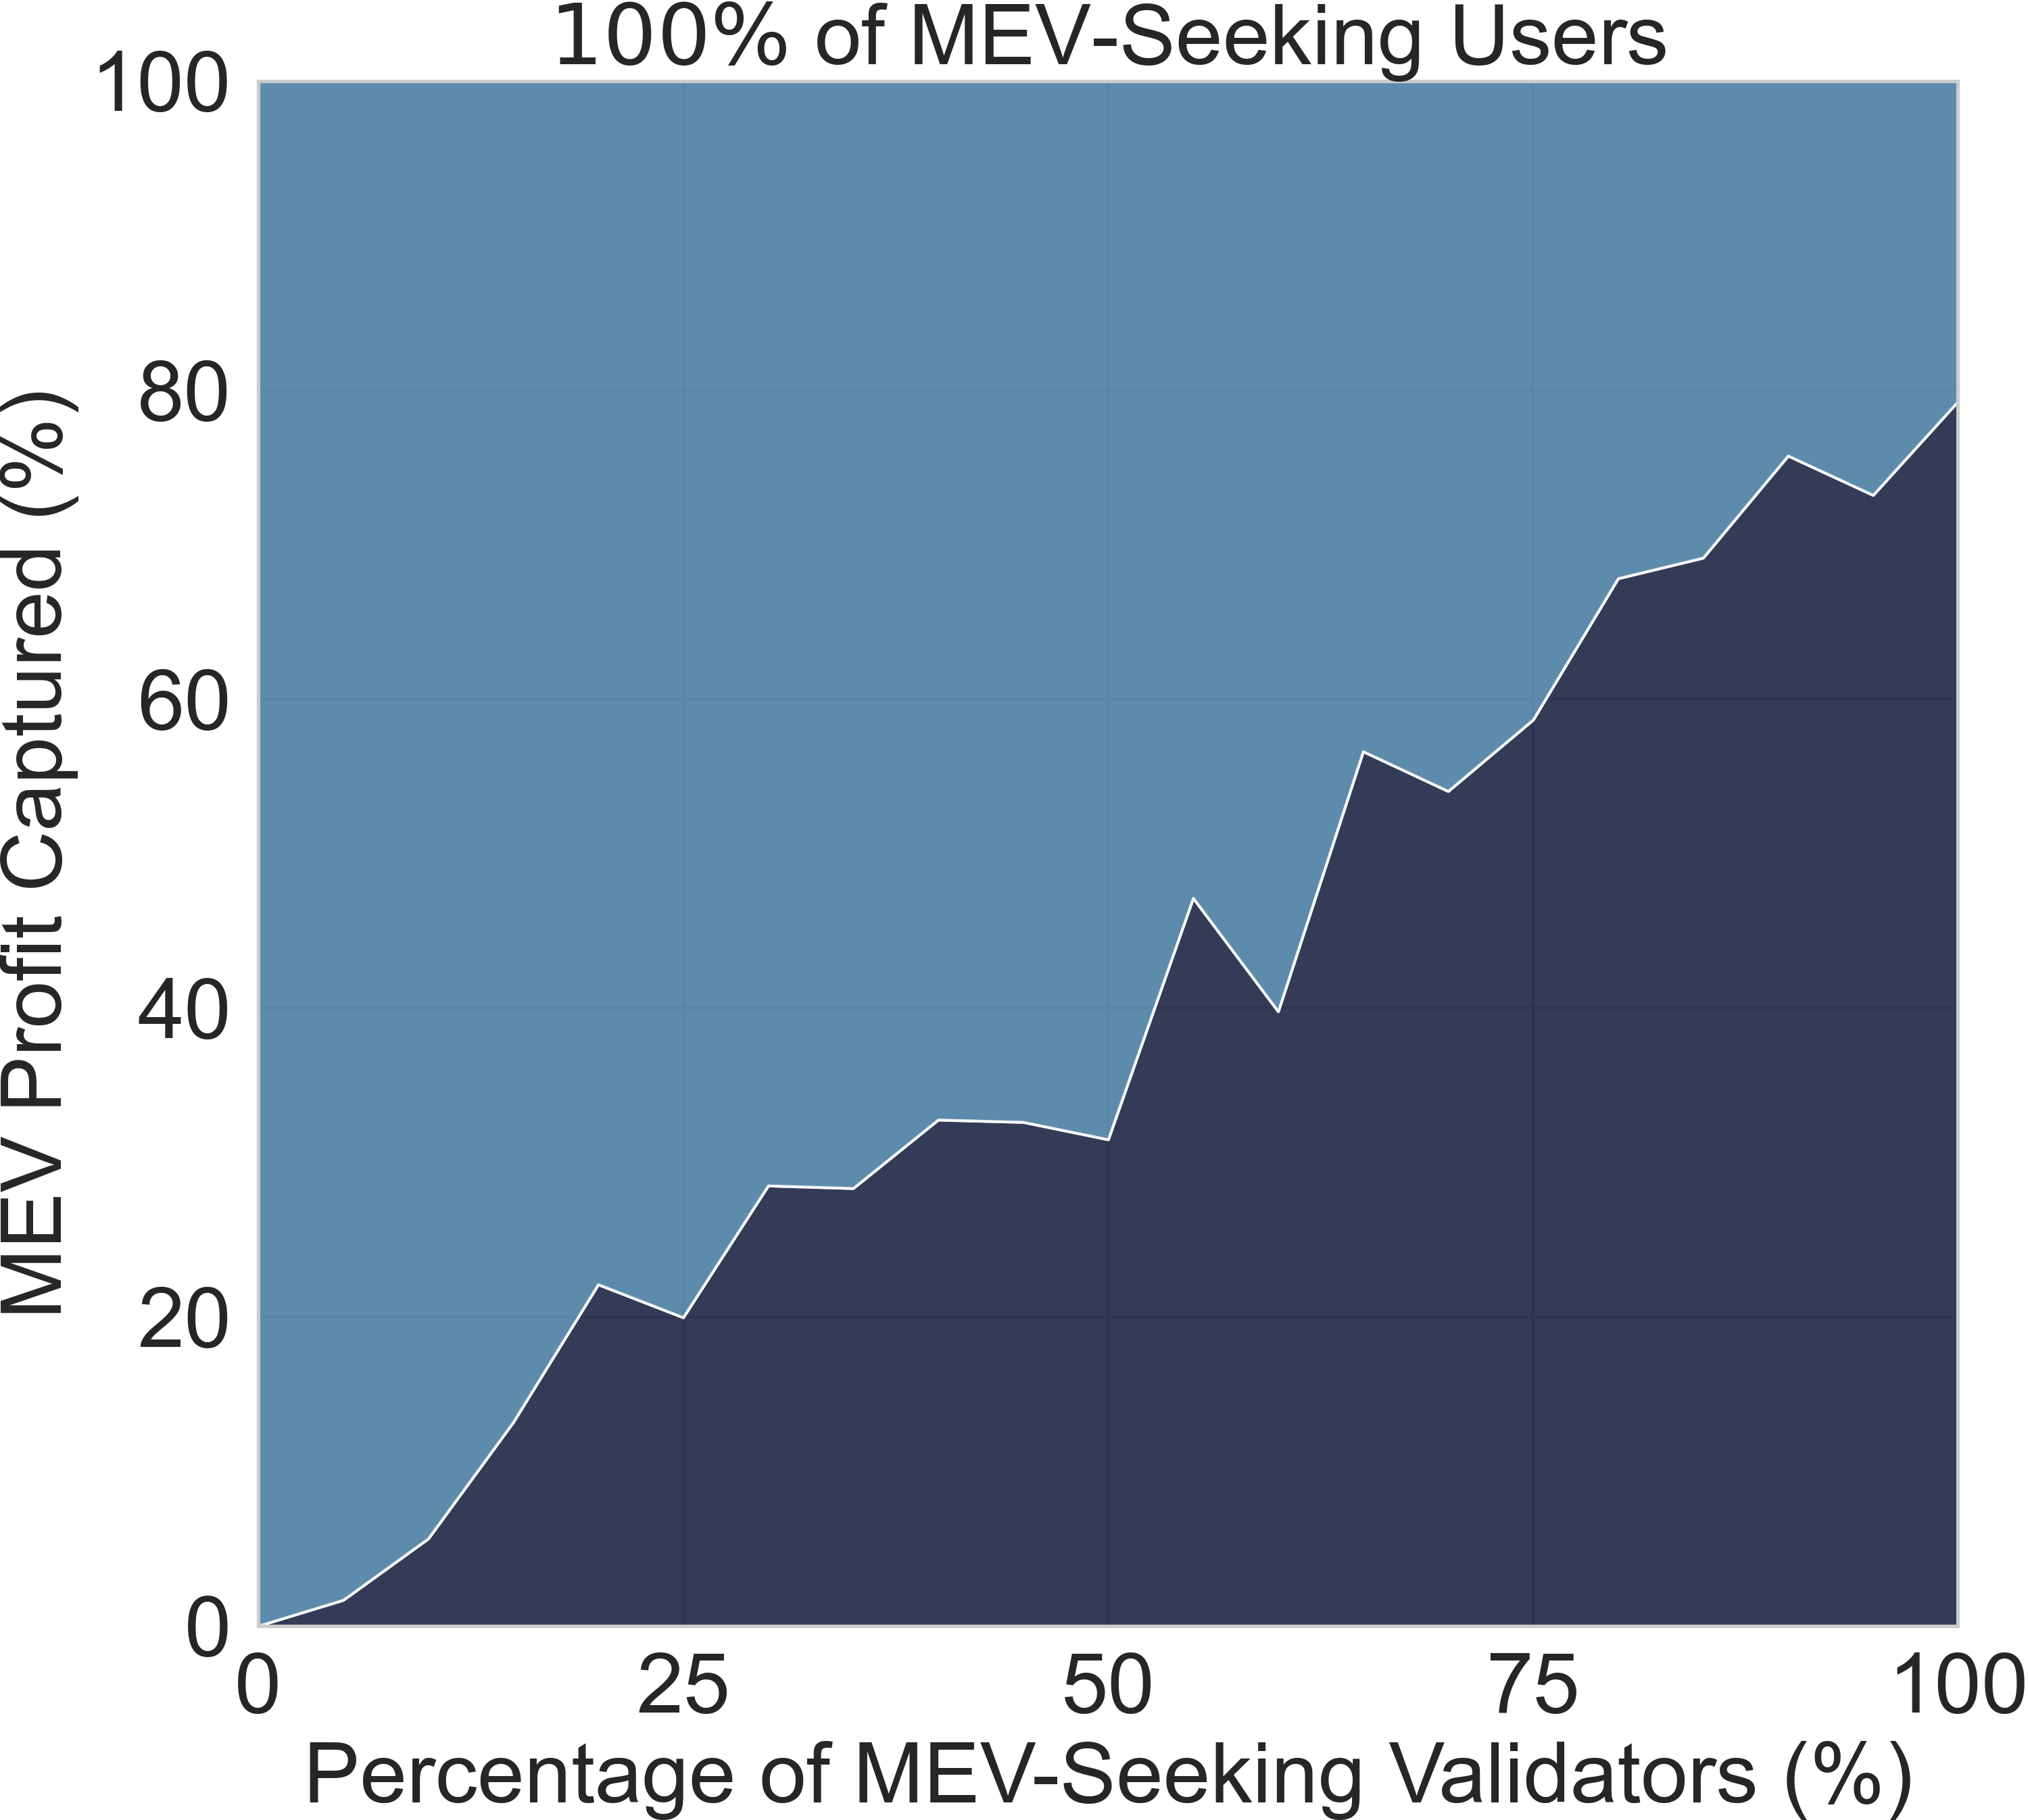 100% of MEV-Seeking Users
MEV Profit Captured (%)
100
80
60
40
20
0
0 25 50 75 100
Percentage of MEV-Seeking Validators (%)